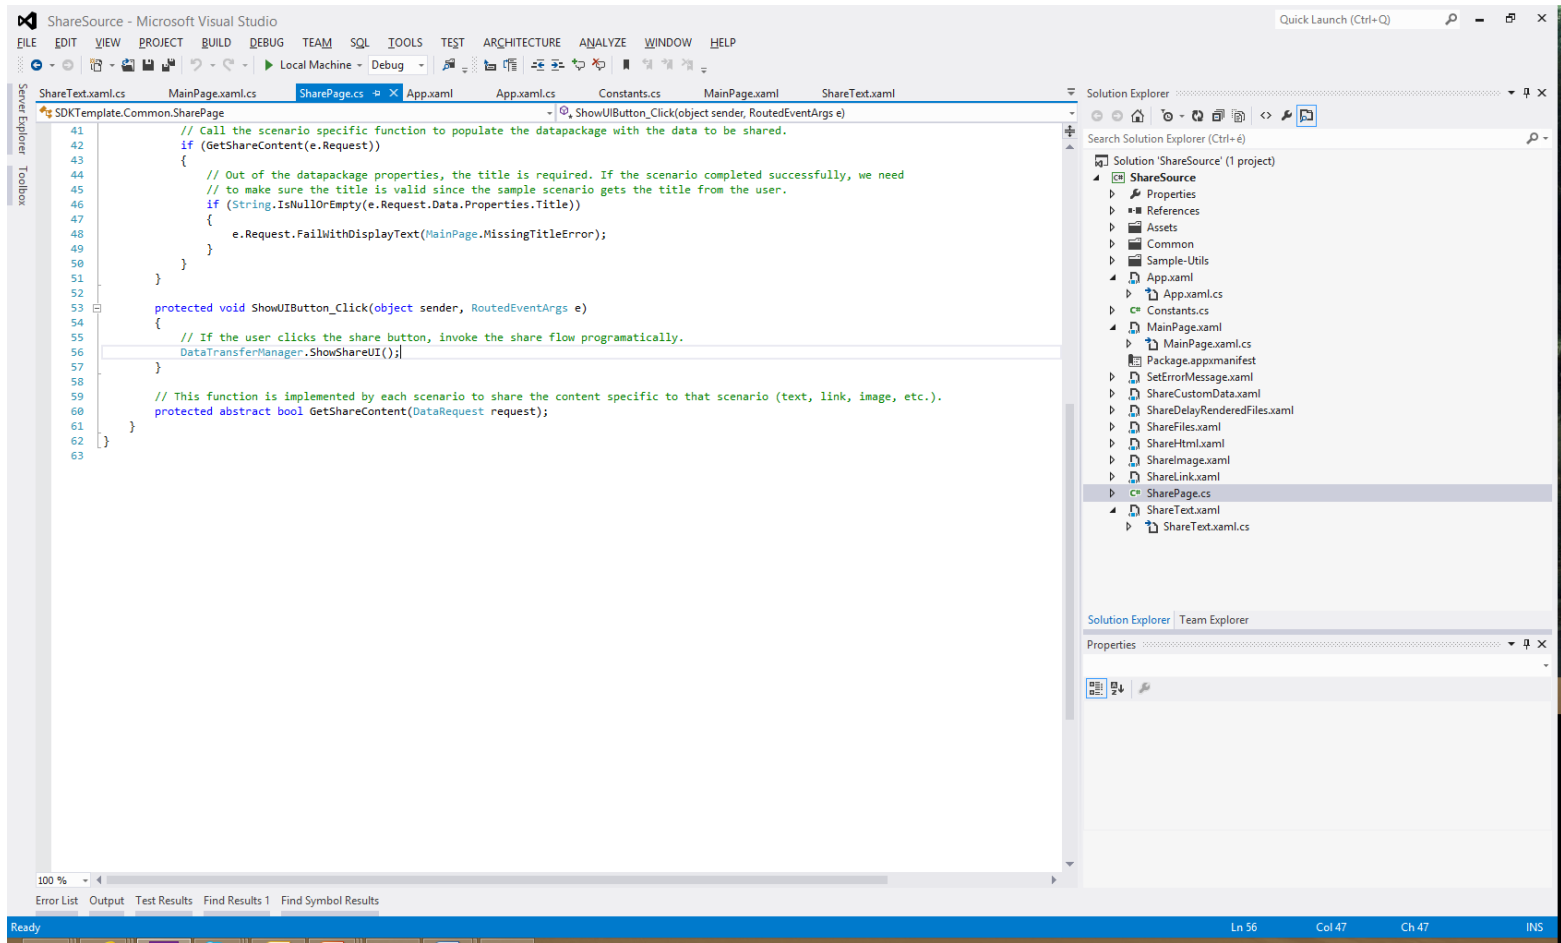 ShareSource - Microsoft Visual Studio
Quick Launch (Ctrl+Q)
FILE EDIT VIEW PROJECT BUILD DEBUG TEAM SQL TOOLS TEST ARCHITECTURE ANALYZE WINDOW HELP
Local Machine Debug
Server Explorer
Toolbox
ShareText.xaml.cs MainPage.xaml.cs SharePage.cs App.xaml App.xaml.cs Constants.cs MainPage.xaml ShareText.xaml
SDKTemplate.Common.SharePage ShowUIButton_Click(object sender, RoutedEventArgs e)
41 // Call the scenario specific function to populate the datapackage with the data to be shared.
42 if (GetShareContent(e.Request))
43 {
44 // Out of the datapackage properties, the title is required. If the scenario completed successfully, we need
45 // to make sure the title is valid since the sample scenario gets the title from the user.
46 if (String.IsNullOrEmpty(e.Request.Data.Properties.Title))
47 {
48 e.Request.FailWithDisplayText(MainPage.MissingTitleError);
49 }
50 }
51 }
52
53 protected void ShowUIButton_Click(object sender, RoutedEventArgs e)
54 {
55 // If the user clicks the share button, invoke the share flow programatically.
56 DataTransferManager.ShowShareUI();
57 }
58
59 // This function is implemented by each scenario to share the content specific to that scenario (text, link, image, etc.).
60 protected abstract bool GetShareContent(DataRequest request);
61 }
62 }
63
100 %
Error List Output Test Results Find Results 1 Find Symbol Results
Solution Explorer
Search Solution Explorer (Ctrl+é)
Solution 'ShareSource' (1 project)
ShareSource
Properties
References
Assets
Common
Sample-Utils
App.xaml
App.xaml.cs
Constants.cs
MainPage.xaml
MainPage.xaml.cs
Package.appxmanifest
SetErrorMessage.xaml
ShareCustomData.xaml
ShareDelayRenderedFiles.xaml
ShareFiles.xaml
ShareHtml.xaml
ShareImage.xaml
ShareLink.xaml
SharePage.cs
ShareText.xaml
ShareText.xaml.cs
Solution Explorer Team Explorer
Properties
Ready Ln 56 Col 47 Ch 47 INS